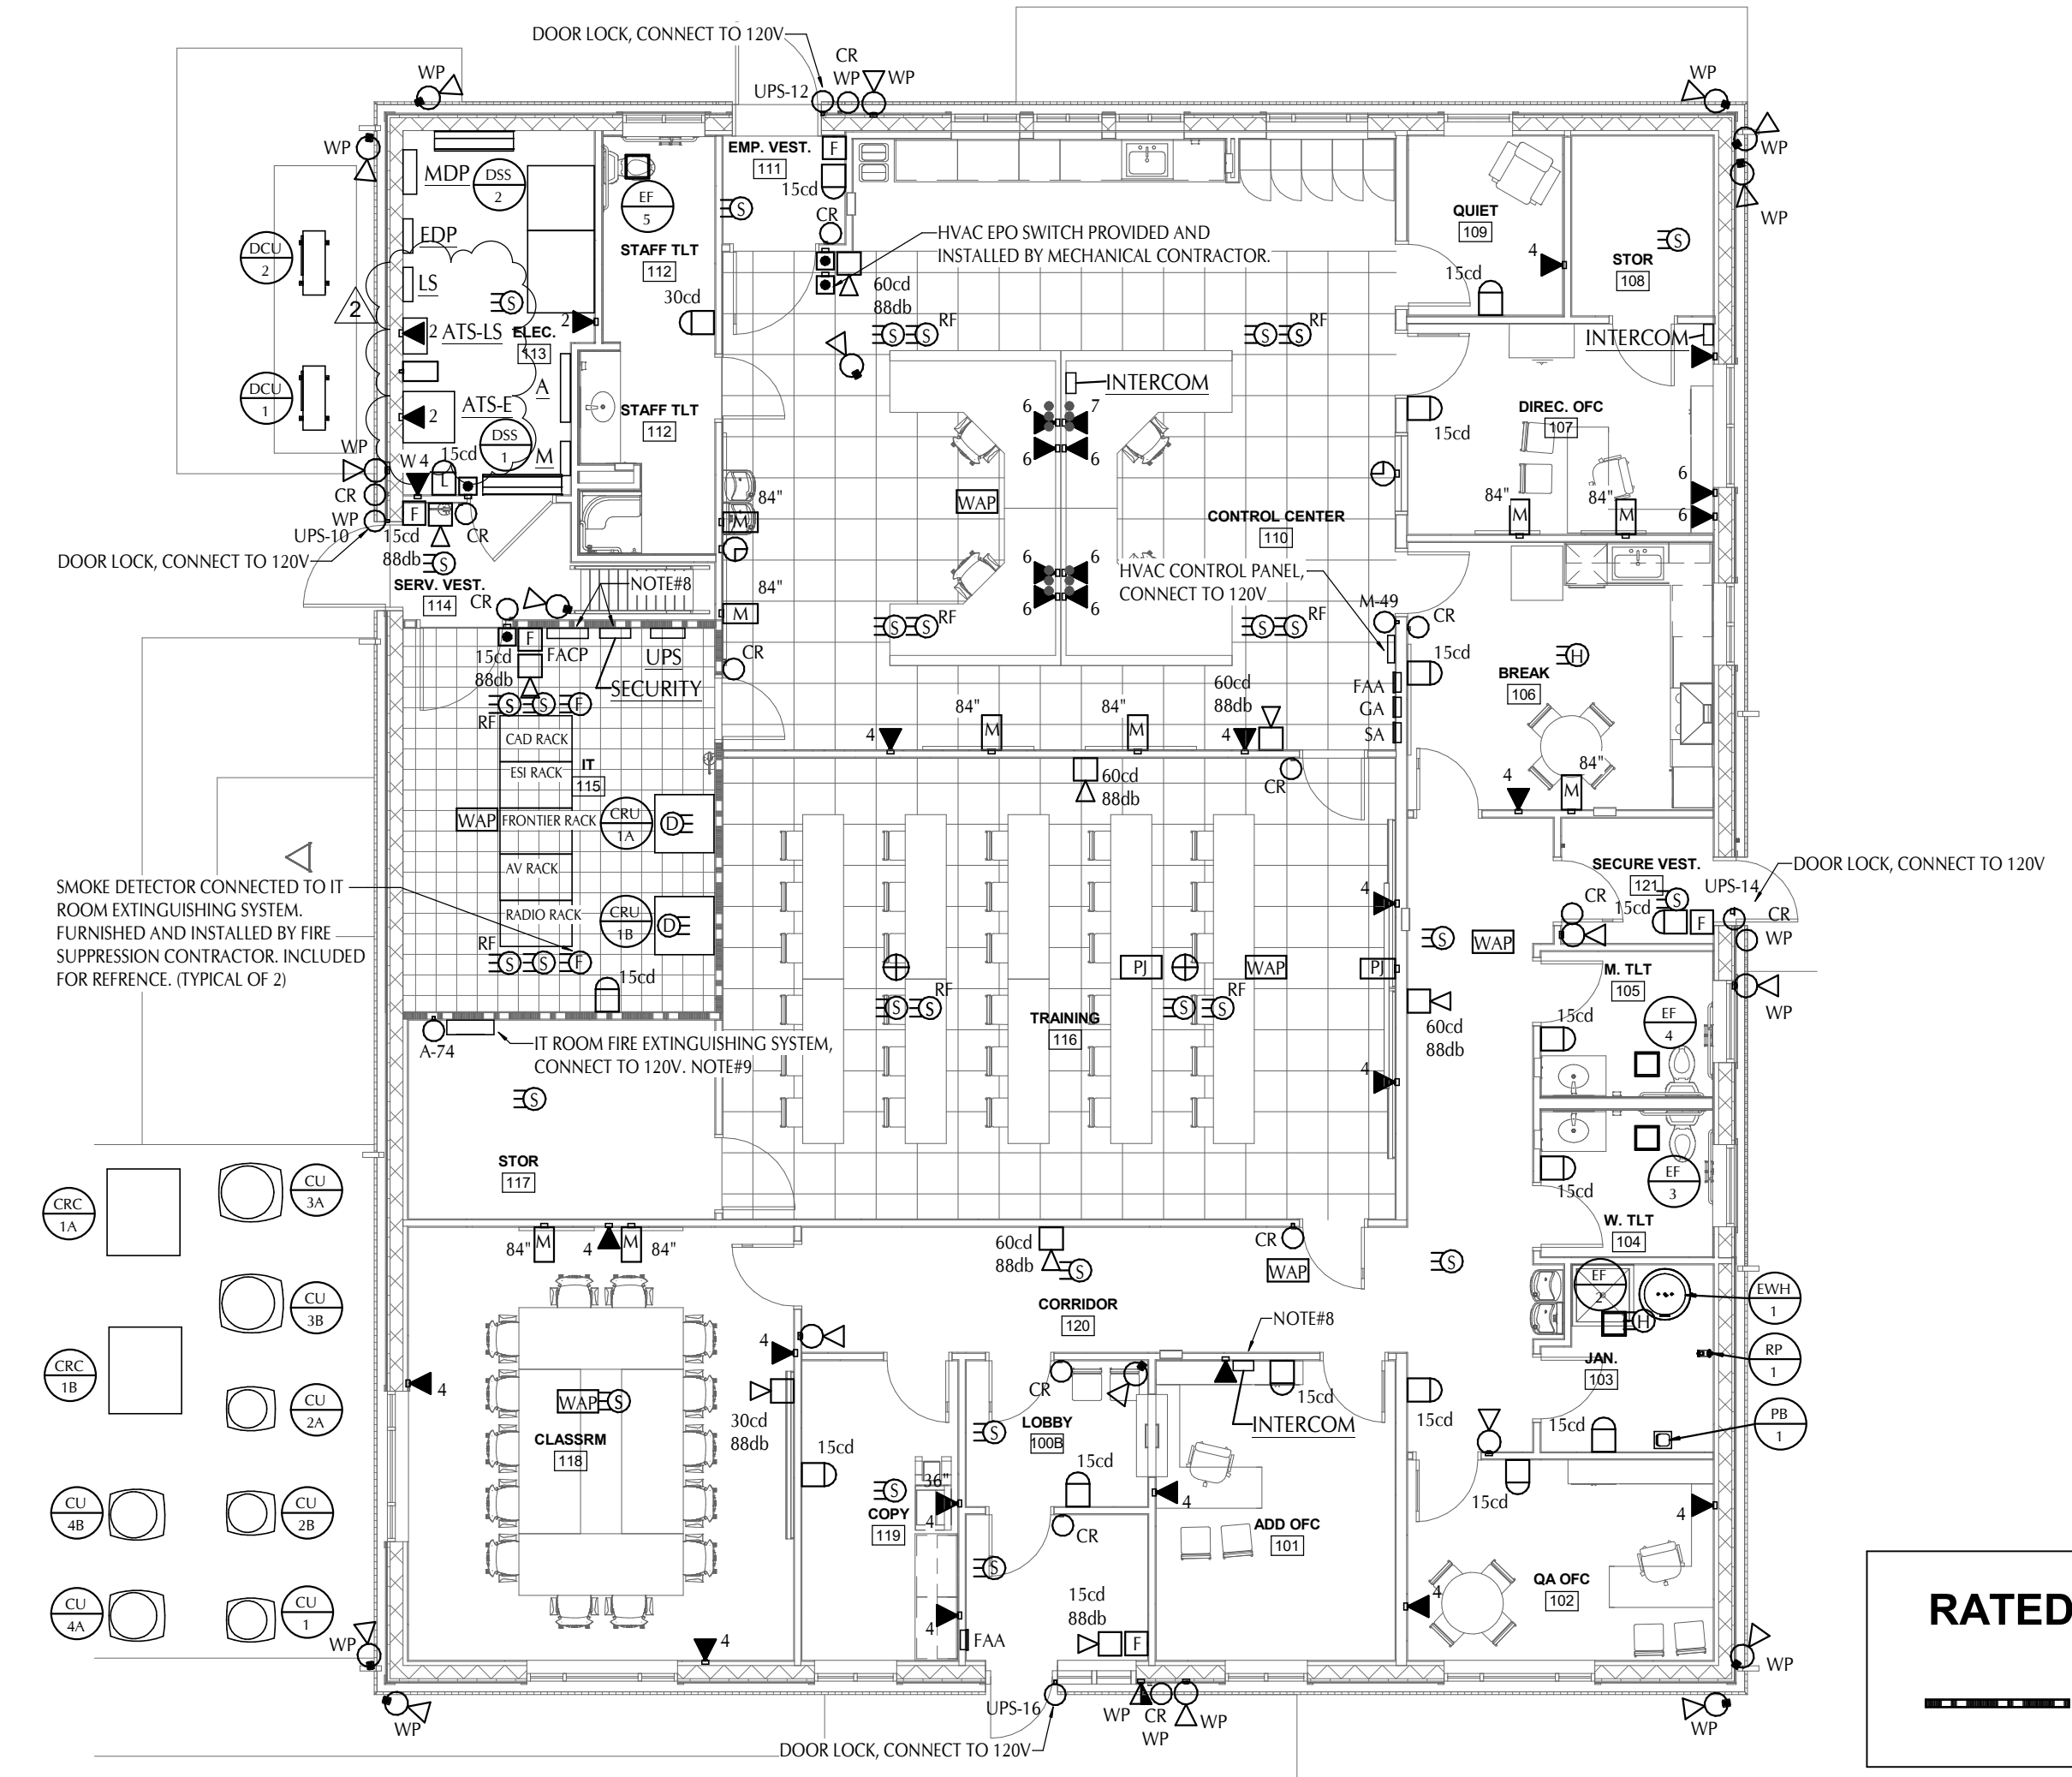 DOOR LOCK, CONNECT TO 120V
UPS-12
CR
WP
WP
WP
WP
WP
WP
WP
MDP
DSS
2
EF
5
EMP. VEST.
111
F
15cd
S
CR
HVAC EPO SWITCH PROVIDED AND
INSTALLED BY MECHANICAL CONTRACTOR.
60cd
88db
QUIET
109
4
15cd
S
STOR
108
DCU
2
EDP
LS
2
S
STAFF TLT
112
30cd
2
2
ATS-LS
ELEC.
113
S
S
RF
S
S
RF
INTERCOM
DCU
1
A
ATS-E
2
STAFF TLT
112
INTERCOM
6
7
6
6
DIREC. OFC
107
15cd
DSS
1
M
WP
W
4
15cd
L
CR
WP
UPS-10
F
15cd
88db
CR
S
DOOR LOCK, CONNECT TO 120V
84"
M
WAP
CONTROL CENTER
110
84"
M
84"
M
6
6
SERV. VEST.
114
CR
NOTE#8
84"
M
6
6
6
6
HVAC CONTROL PANEL,
CONNECT TO 120V
M-49
CR
S
S
RF
S
S
RF
F
15cd
88db
FACP
UPS
SECURITY
CR
15cd
BREAK
106
H
FAA
GA
SA
RF
S
S
F
60cd
88db
84"
M
84"
M
4
4
CAD RACK
ESI RACK
IT
115
WAP
FRONTIER RACK
CRU
1A
D
AV RACK
RADIO RACK
CRU
1B
D
RF
S
S
F
15cd
60cd
88db
CR
4
84"
M
SMOKE DETECTOR CONNECTED TO IT
ROOM EXTINGUISHING SYSTEM.
FURNISHED AND INSTALLED BY FIRE
SUPPRESSION CONTRACTOR. INCLUDED
FOR REFRENCE. (TYPICAL OF 2)
SECURE VEST.
121
UPS-14
DOOR LOCK, CONNECT TO 120V
S
CR
15cd
F
CR
WP
4
S
WAP
PJ
WAP
PJ
S
S
RF
S
S
RF
TRAINING
116
60cd
88db
M. TLT
105
15cd
EF
4
WP
A-74
IT ROOM FIRE EXTINGUISHING SYSTEM,
CONNECT TO 120V. NOTE#9
4
S
STOR
117
15cd
EF
3
W. TLT
104
CRC
1A
CU
3A
84"
M
4
M
84"
60cd
88db
S
CR
WAP
S
CU
3B
CORRIDOR
120
NOTE#8
EF
2
H
EWH
1
RP
1
JAN.
103
CRC
1B
CU
2A
4
WAP
S
CLASSRM
118
4
30cd
88db
CR
LOBBY
100B
15cd
INTERCOM
15cd
15cd
PB
1
15cd
S
15cd
15cd
CU
4B
CU
2B
S
COPY
119
36"
4
CR
4
ADD OFC
101
4
CU
4A
CU
1
S
15cd
88db
F
4
FAA
4
QA OFC
102
RATED
WP
4
WP
WP
UPS-16
WP
CR
WP
WP
WP
DOOR LOCK, CONNECT TO 120V